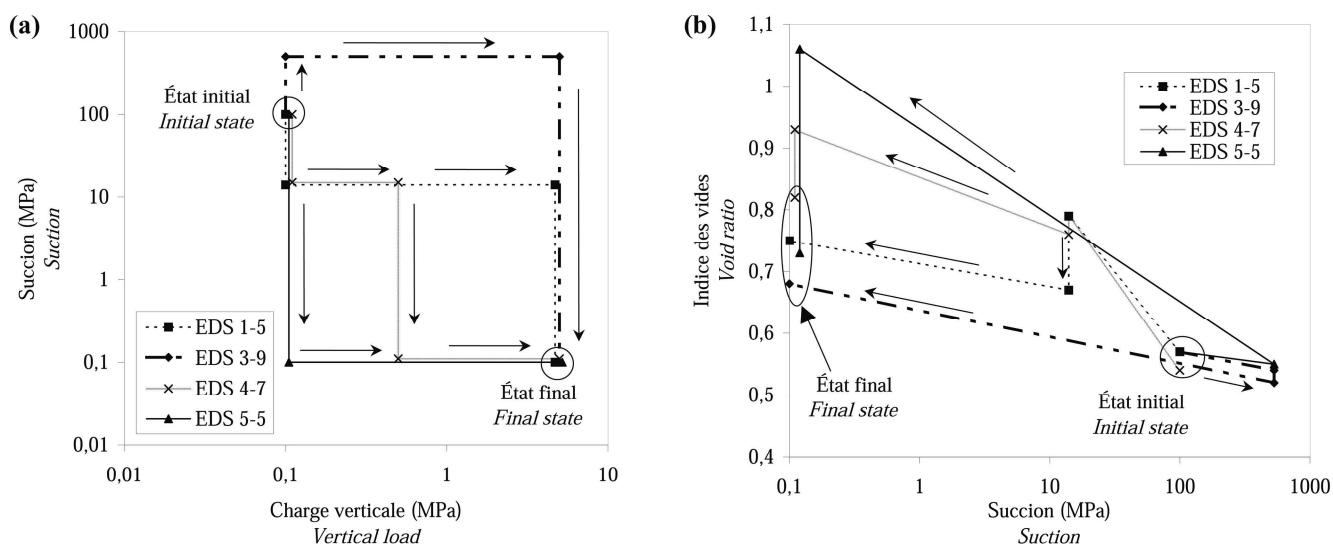 (a)
1000
100
10
1
0,1
0,01
Succion (MPa)
Suction
État initial
Initial state
EDS 1-5
EDS 3-9
EDS 4-7
EDS 5-5
État final
Final state
0,01
0,1
1
10
Charge verticale (MPa)
Vertical load
(b)
1,1
1
0,9
0,8
0,7
0,6
0,5
0,4
Indice des vides
Void ratio
EDS 1-5
EDS 3-9
EDS 4-7
EDS 5-5
État final
Final state
État initial
Initial state
0,1
1
10
100
1000
Succion (MPa)
Suction